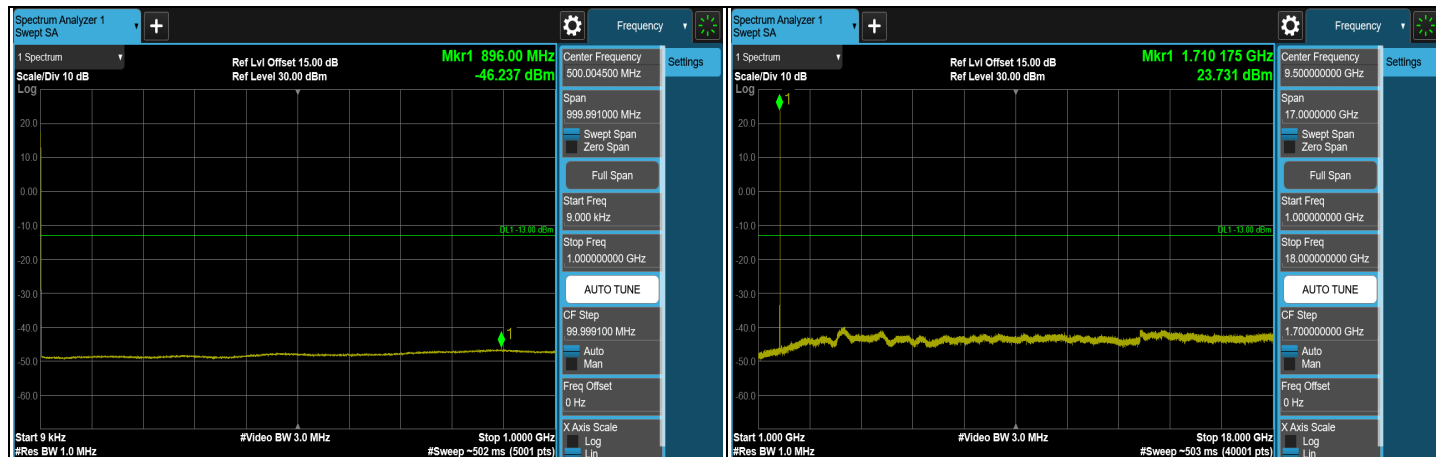 Spectrum Analyzer 1
Swept SA
+
Frequency
1 Spectrum
Scale/Div 10 dB
Log
Ref Lvl Offset 15.00 dB
Ref Level 30.00 dBm
Mkr1 896.00 MHz
-46.237 dBm
1
20.0
10.0
0.00
-10.0
-20.0
-30.0
-40.0
-50.0
-60.0
DL1 -13.00 dBm
Start 9 kHz
#Res BW 1.0 MHz
#Video BW 3.0 MHz
Stop 1.0000 GHz
#Sweep ~502 ms (5001 pts)
Center Frequency
500.004500 MHz
Span
999.991000 MHz
Swept Span
Zero Span
Full Span
Start Freq
9.000 kHz
Stop Freq
1.000000000 GHz
AUTO TUNE
CF Step
99.999100 MHz
Auto
Man
Freq Offset
0 Hz
X Axis Scale
Log
Lin
Settings
Spectrum Analyzer 1
Swept SA
+
Frequency
1 Spectrum
Scale/Div 10 dB
Log
Ref Lvl Offset 15.00 dB
Ref Level 30.00 dBm
Mkr1 1.710 175 GHz
23.731 dBm
1
20.0
10.0
0.00
-10.0
-20.0
-30.0
-40.0
-50.0
-60.0
DL1 -13.00 dBm
Start 1.000 GHz
#Res BW 1.0 MHz
#Video BW 3.0 MHz
Stop 18.000 GHz
#Sweep ~503 ms (40001 pts)
Center Frequency
9.500000000 GHz
Span
17.0000000 GHz
Swept Span
Zero Span
Full Span
Start Freq
1.000000000 GHz
Stop Freq
18.000000000 GHz
AUTO TUNE
CF Step
1.700000000 GHz
Auto
Man
Freq Offset
0 Hz
X Axis Scale
Log
Lin
Settings